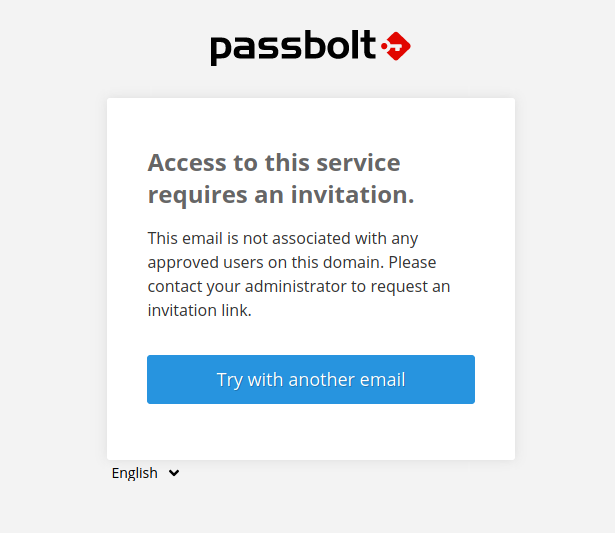 passbolt
Access to this service
requires an invitation.
This email is not associated with any
approved users on this domain. Please
contact your administrator to request an
invitation link.
Try with another email
English